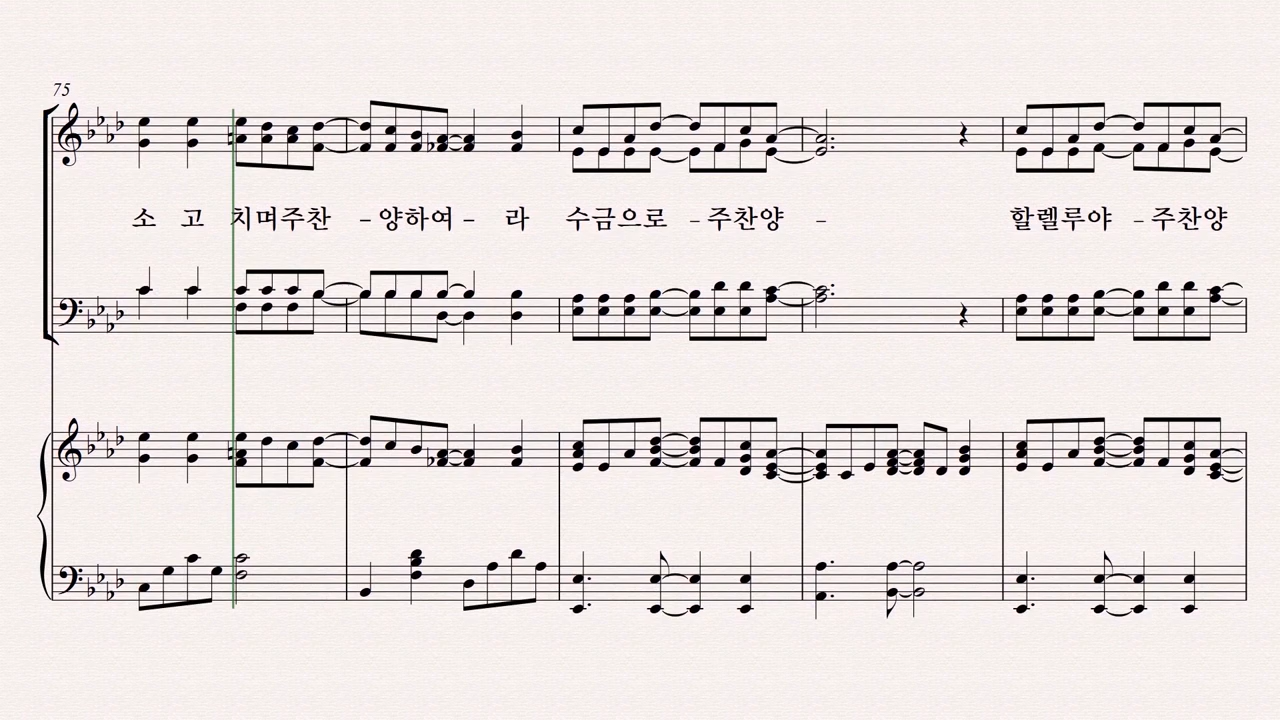 75
소 고 치며주찬 – 양하여 – 라 수금으로 – 주찬양 – 할렐루야 – 주찬양